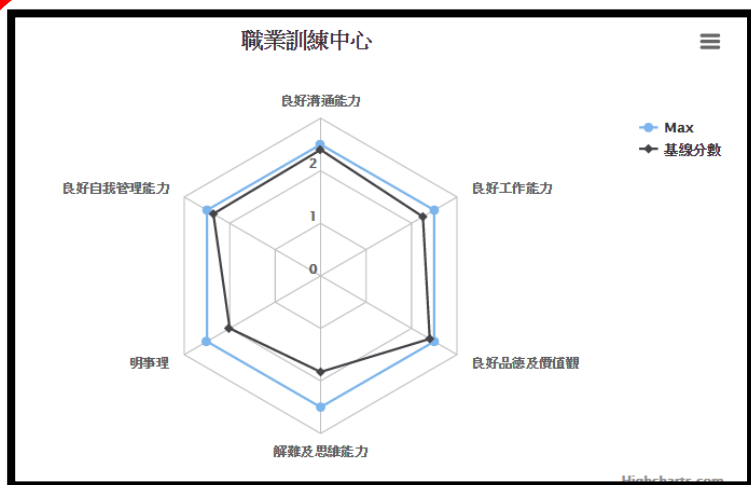 職業訓練中心
良好溝通能力
Max
基線分數
良好自我管理能力
良好工作能力
2
1
0
明事理
良好品德及價值觀
解難及思維能力
Highcharts.com